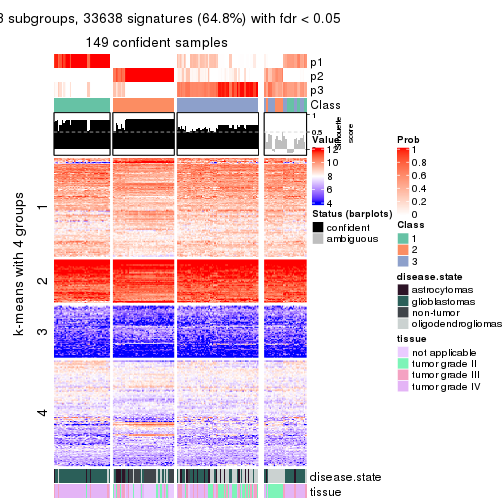 3 subgroups, 33638 signatures (64.8%) with fdr < 0.05
149 confident samples
p1
p2
p3
Class
1
0.5
0
Silhouette
score
k-means with 4 groups
1
2
3
4
Value
12
10
8
6
4
Status (barplots)
confident
ambiguous
Prob
1
0.8
0.6
0.4
0.2
0
Class
1
2
3
disease.state
astrocytomas
glioblastomas
non-tumor
oligodendrogliomas
tissue
not applicable
tumor grade II
tumor grade III
tumor grade IV
disease.state
tissue